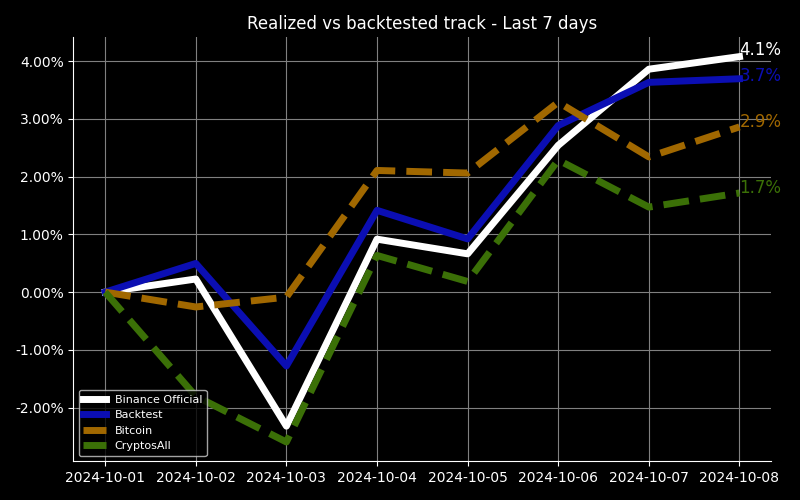 Realized vs backtested track - Last 7 days
4.00%
3.00%
2.00%
1.00%
0.00%
-1.00%
-2.00%
4.1%
3.7%
2.9%
1.7%
Binance Official
Backtest
Bitcoin
CryptosAll
2024-10-01 2024-10-02 2024-10-03 2024-10-04 2024-10-05 2024-10-06 2024-10-07 2024-10-08